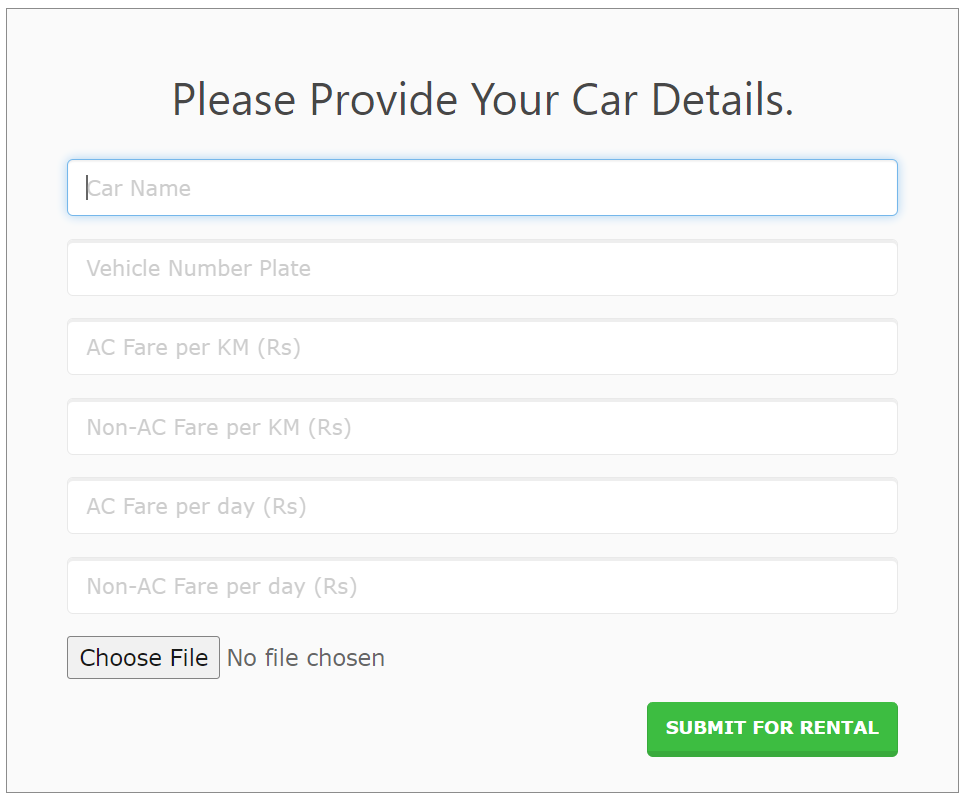 Please Provide Your Car Details.
Car Name
Vehicle Number Plate
AC Fare per KM (Rs)
Non-AC Fare per KM (Rs)
AC Fare per day (Rs)
Non-AC Fare per day (Rs)
Choose File No file chosen
SUBMIT FOR RENTAL